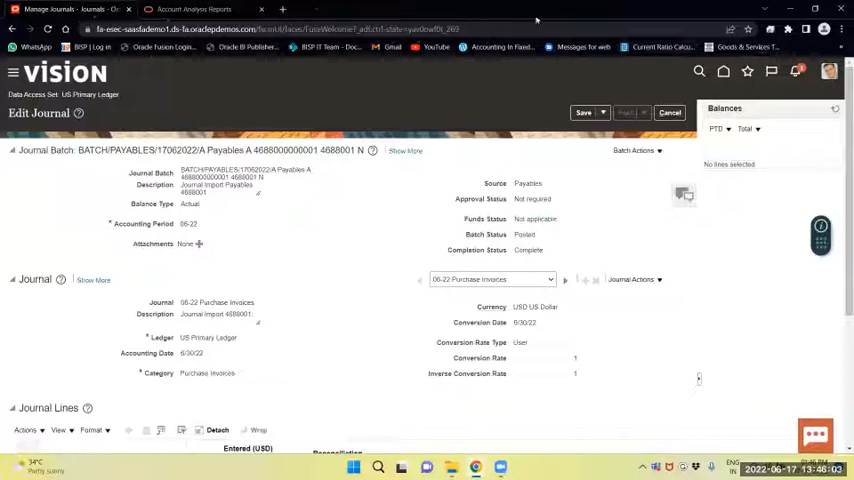 Manage Journals - Journals - Or
Account Analysis Reports
fa-esec-saasfademo1.ds-fa.oraclepdemos.com/fscmUI/faces/FuseWelcome?_adf.ctrl-state=yav0owf0l_269
WhatsApp
BISP | Log in
Oracle Fusion Log...
Oracle BI Publisher...
BISP IT Team - Doc...
Gmail
YouTube
Accounting In Fixed...
Messages for web
Current Ratio Calcu...
Goods & Services T...
VISION
Data Access Set: US Primary Ledger
Edit Journal
Save
Cancel
Balances
PTD
Total
No lines selected
Journal Batch: BATCH/PAYABLES/17062022/A Payables A 4688000000001 4688001 N
Show More
Batch Actions
Journal Batch BATCH/PAYABLES/17062022/A Payables A
4688000000001 4688001 N
Description Journal Import Payables
4688001
Balance Type Actual
* Accounting Period 06-22
Attachments None
Source Payables
Approval Status Not required
Funds Status Not applicable
Batch Status Posted
Completion Status Complete
Journal
Show More
06-22 Purchase Invoices
Journal Actions
Journal 06-22 Purchase Invoices
Description Journal Import 4688001:
* Ledger US Primary Ledger
Accounting Date 6/30/22
* Category Purchase Invoices
Currency USD US Dollar
Conversion Date 6/30/22
Conversion Rate Type User
Conversion Rate 1
Inverse Conversion Rate 1
Journal Lines
Actions
View
Format
Detach
Wrap
Entered (USD)
Reconciliation
34°C
Partly sunny
ENG
IN
2022-06-17 13:46:03